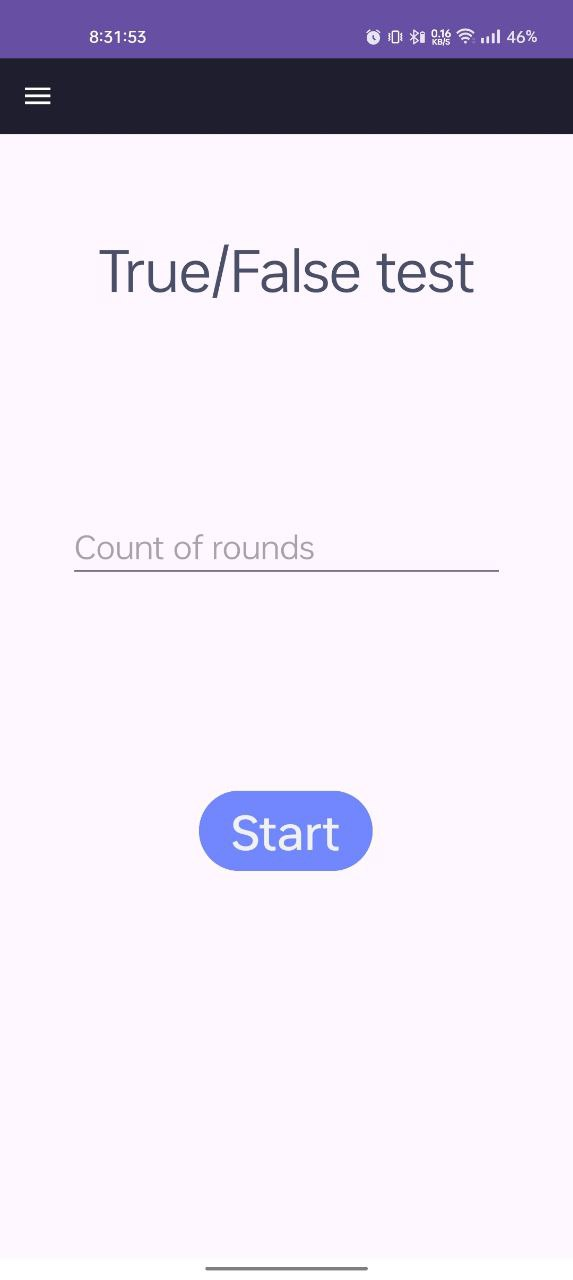 8:31:53 0.16 KB/S 46%
True/False test
Count of rounds
Start